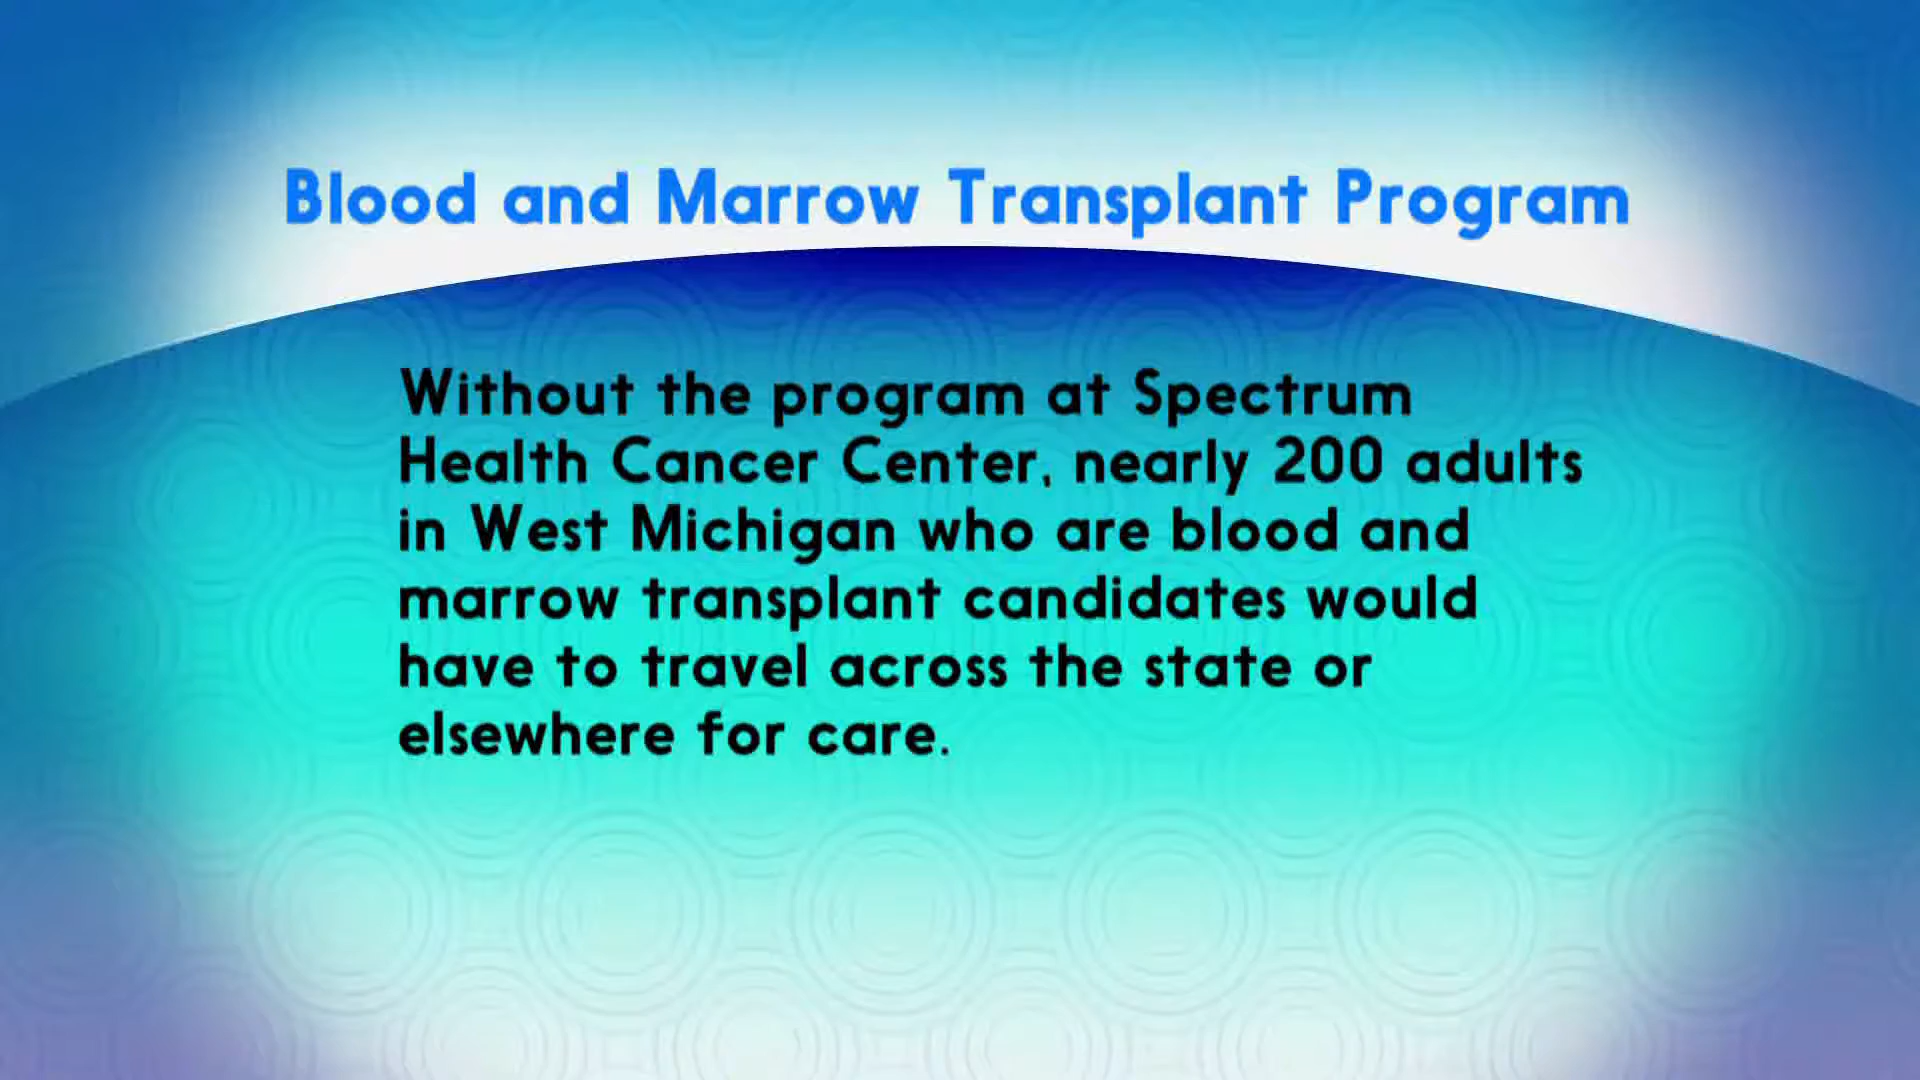 Blood and Marrow Transplant Program
Without the program at Spectrum
Health Cancer Center, nearly 200 adults
in West Michigan who are blood and
marrow transplant candidates would
have to travel across the state or
elsewhere for care.